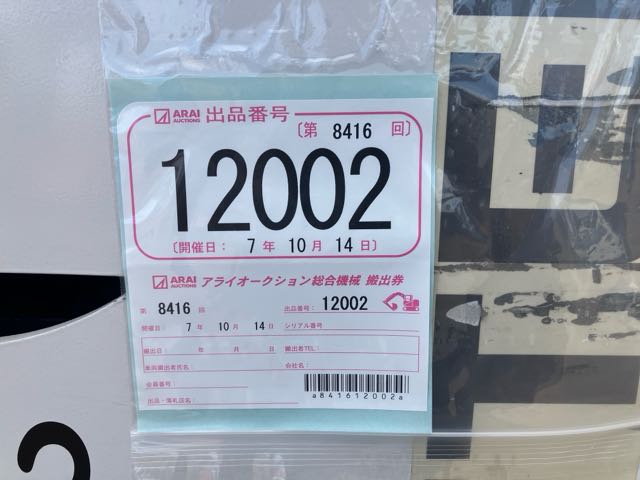 ARAI AUCTIONS 出品番号
〔第 8416 回〕
12002
〔開催日： 7 年 10 月 14 日〕
ARAI AUCTIONS アライオークション総合機械 搬出券
第 8416 回 出品番号： 12002
開催日： 7 年 10 月 14 日 シリアル番号
搬出日： 年 月 日 搬出者TEL：
車両搬出者氏名： 会社名：
会員番号：
出品・落札店名：
a841612002a
2